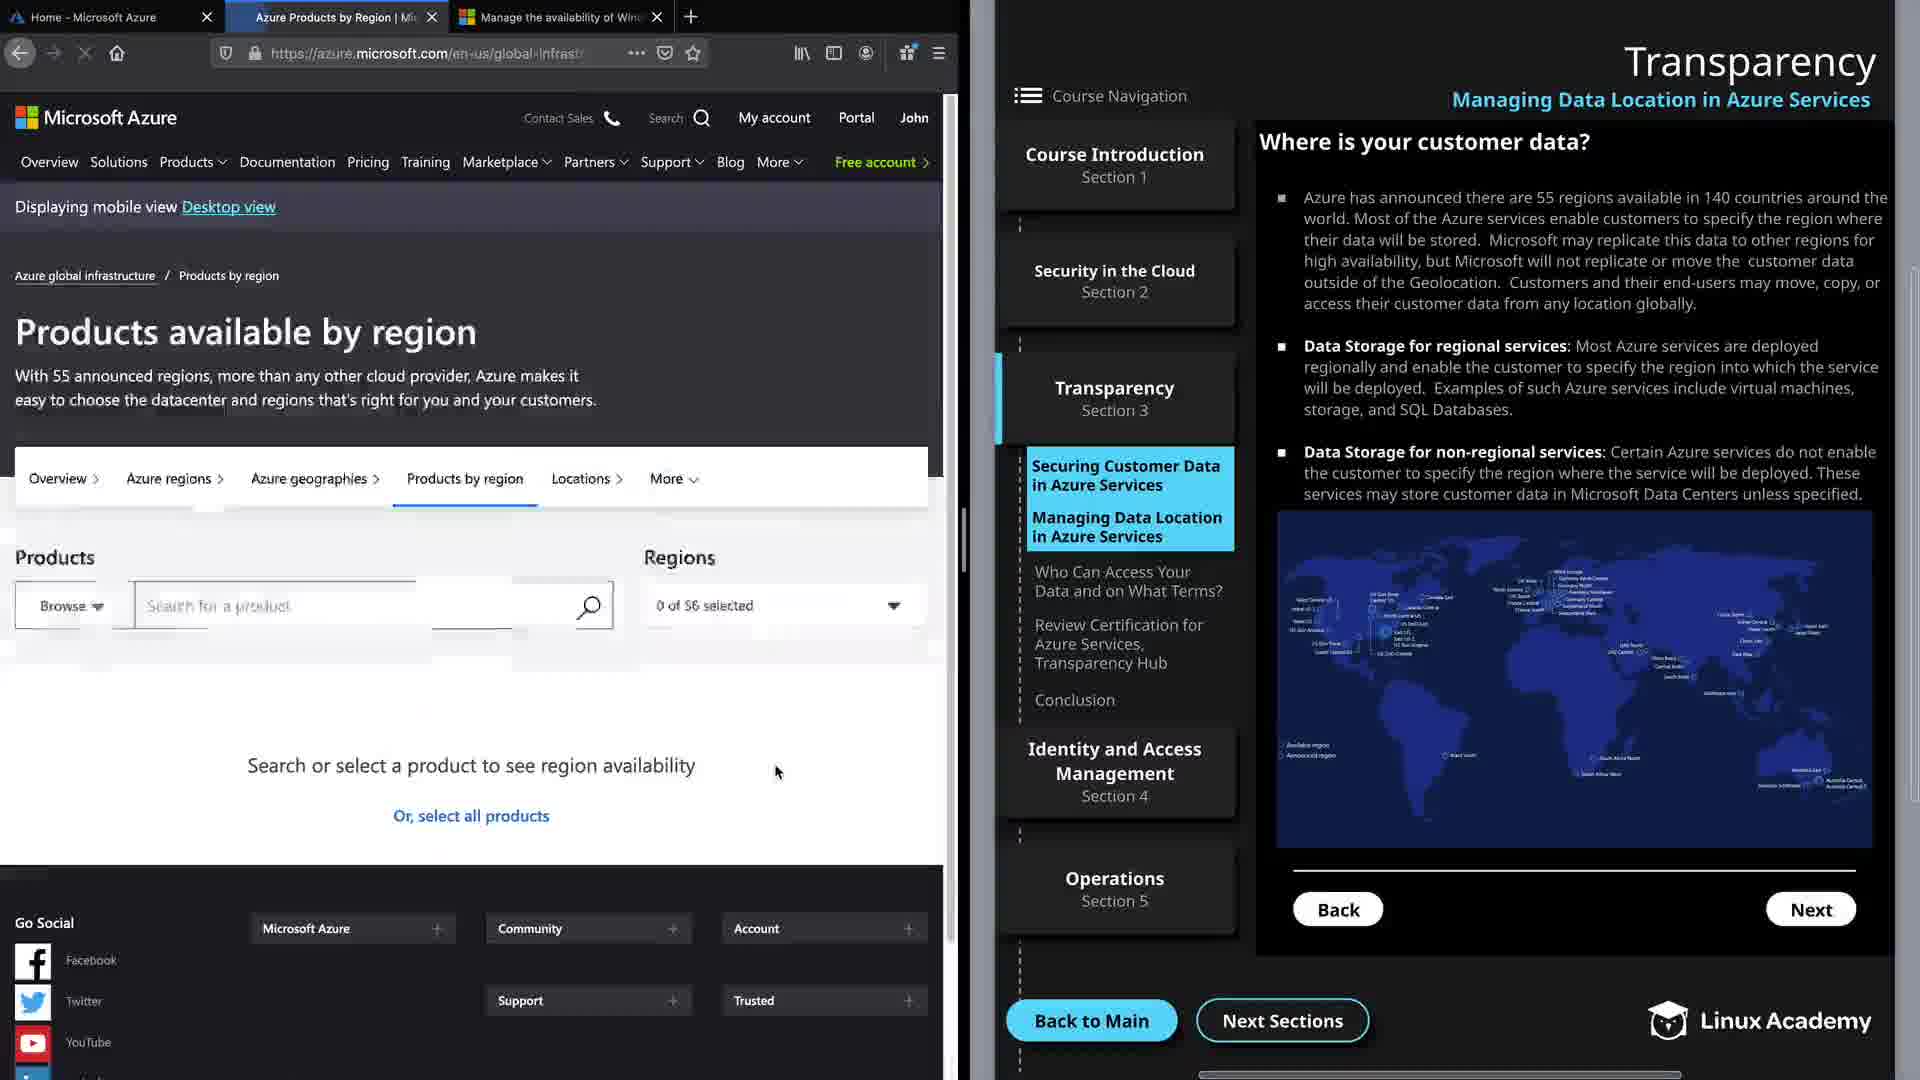 Home - Microsoft Azure
Azure Products by Region | Mi
Manage the availability of Wind
https://azure.microsoft.com/en-us/global-infrast
Microsoft Azure
Contact Sales
Search
My account
Portal
John
Overview
Solutions
Products
Documentation
Pricing
Training
Marketplace
Partners
Support
Blog
More
Free account
Displaying mobile view Desktop view
Azure global infrastructure / Products by region
Products available by region
With 55 announced regions, more than any other cloud provider, Azure makes it
easy to choose the datacenter and regions that's right for you and your customers.
Overview
Azure regions
Azure geographies
Products by region
Locations
More
Products
Regions
Browse
Search for a product
0 of 56 selected
Search or select a product to see region availability
Or, select all products
Go Social
Facebook
Twitter
YouTube
Microsoft Azure
Community
Account
Support
Trusted
Transparency
Managing Data Location in Azure Services
Course Navigation
Course Introduction
Section 1
Security in the Cloud
Section 2
Transparency
Section 3
Securing Customer Data
in Azure Services
Managing Data Location
in Azure Services
Who Can Access Your
Data and on What Terms?
Review Certification for
Azure Services,
Transparency Hub
Conclusion
Identity and Access
Management
Section 4
Operations
Section 5
Where is your customer data?
Azure has announced there are 55 regions available in 140 countries around the
world. Most of the Azure services enable customers to specify the region where
their data will be stored. Microsoft may replicate this data to other regions for
high availability, but Microsoft will not replicate or move the customer data
outside of the Geolocation. Customers and their end-users may move, copy, or
access their customer data from any location globally.
Data Storage for regional services: Most Azure services are deployed
regionally and enable the customer to specify the region into which the service
will be deployed. Examples of such Azure services include virtual machines,
storage, and SQL Databases.
Data Storage for non-regional services: Certain Azure services do not enable
the customer to specify the region where the service will be deployed. These
services may store customer data in Microsoft Data Centers unless specified.
Available region
Announced region
Brazil South
South Africa North
South Africa West
Back
Next
Back to Main
Next Sections
Linux Academy